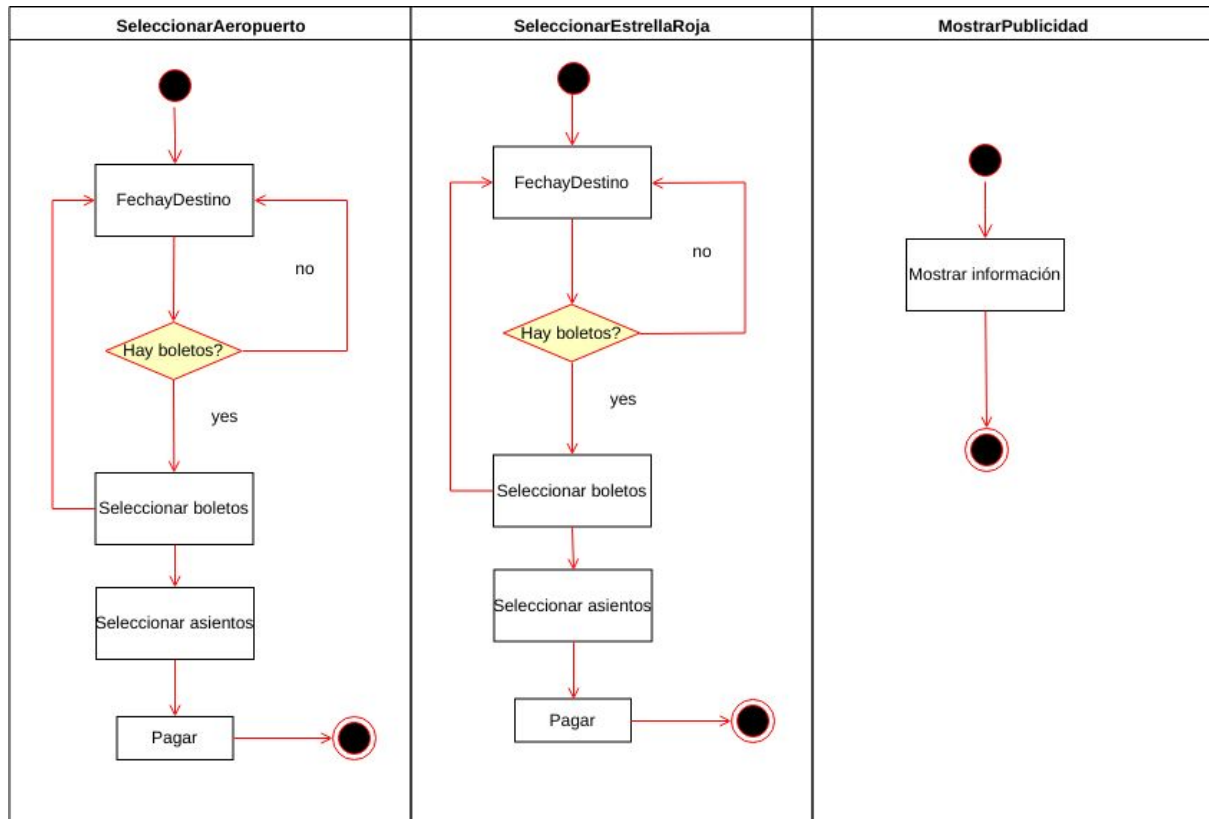 SeleccionarAeropuerto
SeleccionarEstrellaRoja
MostrarPublicidad
FechayDestino
no
Hay boletos?
yes
Seleccionar boletos
Seleccionar asientos
Pagar
FechayDestino
no
Hay boletos?
yes
Seleccionar boletos
Seleccionar asientos
Pagar
Mostrar información